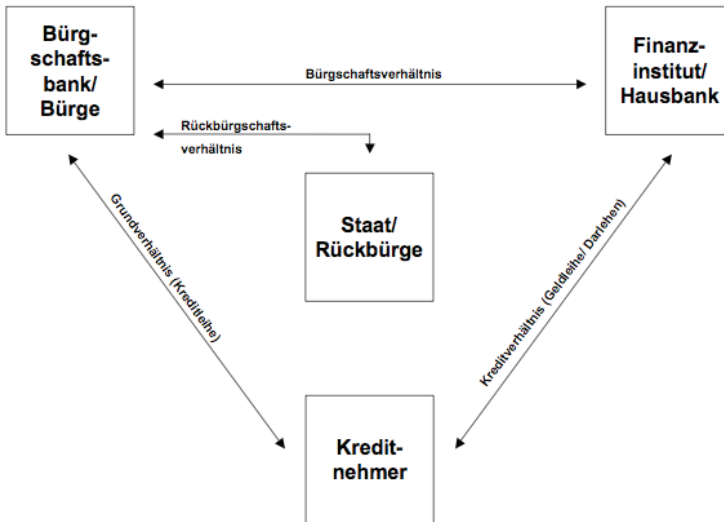 Bürg-
schafts-
bank/
Bürge
Bürgschaftsverhältnis
Finanz-
institut/
Hausbank
Rückbürgschafts-
verhältnis
Staat/
Rückbürge
Grundverhältnis (Kreditleihe)
Kreditverhältnis (Geldleihe/ Darlehen)
Kredit-
nehmer